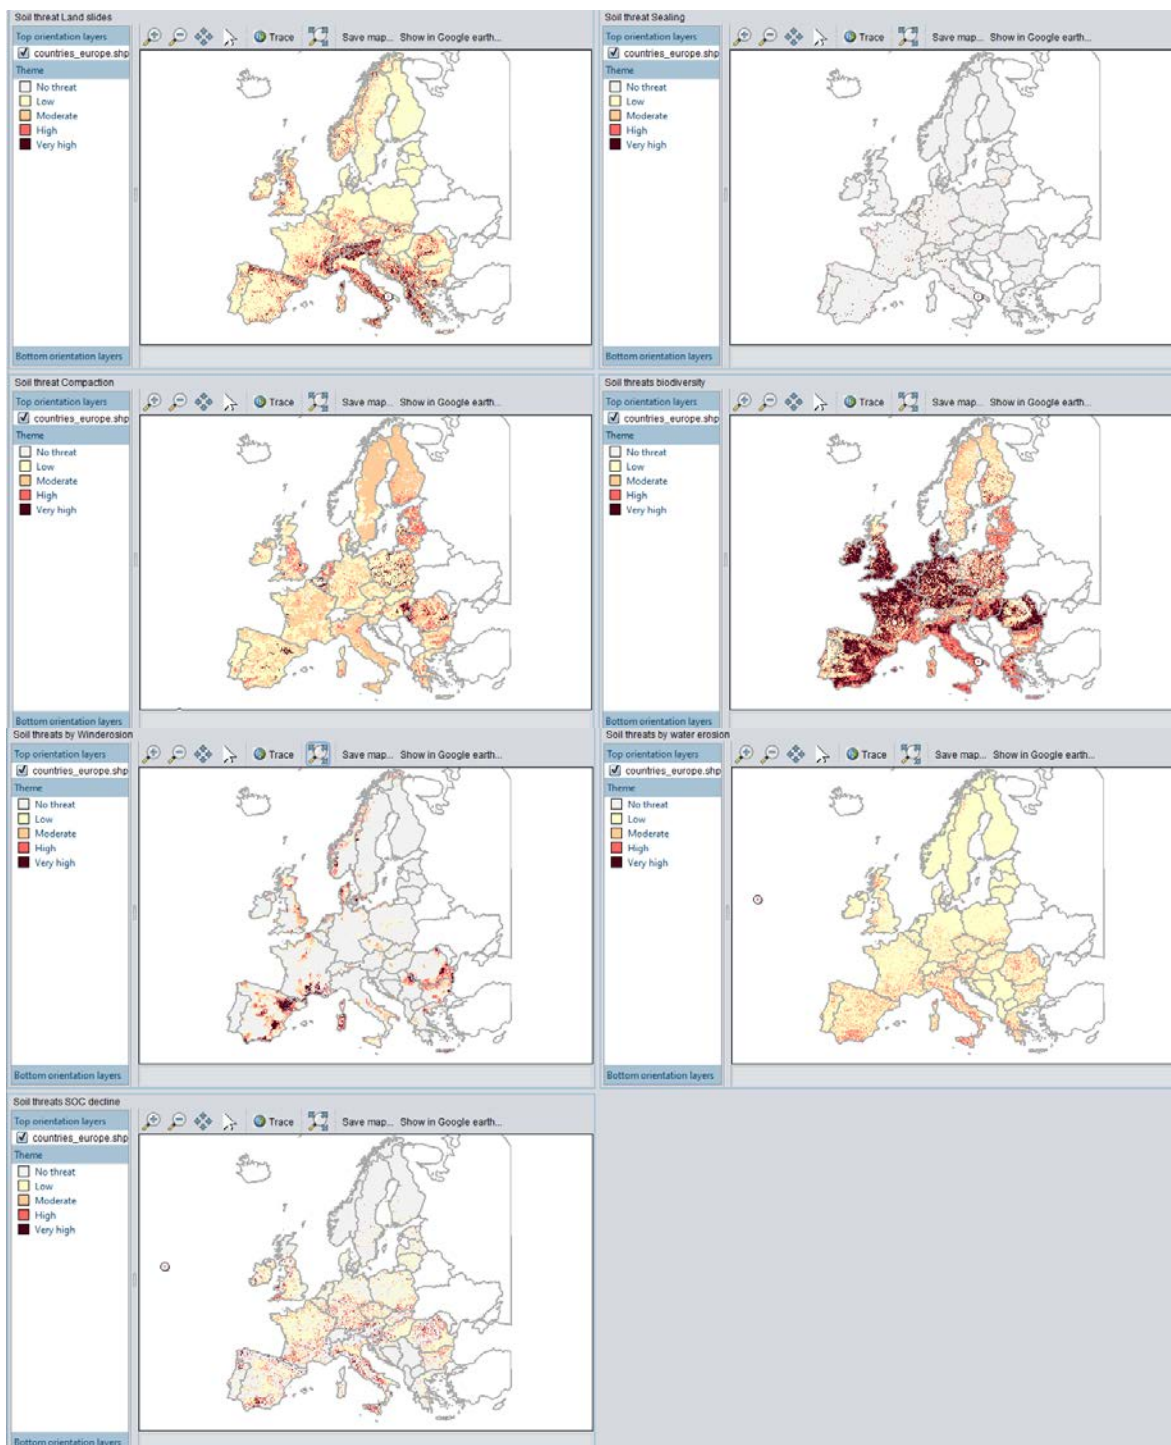 Soil threat Land slides
Top orientation layers
Trace Save map... Show in Google earth...
countries_europe.shp
Theme
No threat
Low
Moderate
High
Very high
Bottom orientation layers
Soil threat Sealing
Top orientation layers
Trace Save map... Show in Google earth...
countries_europe.shp
Theme
No threat
Low
Moderate
High
Very high
Bottom orientation layers
Soil threat Compaction
Top orientation layers
Trace Save map... Show in Google earth...
countries_europe.shp
Theme
No threat
Low
Moderate
High
Very high
Bottom orientation layers
Soil threats biodiversity
Top orientation layers
Trace Save map... Show in Google earth...
countries_europe.shp
Theme
No threat
Low
Moderate
High
Very high
Bottom orientation layers
Soil threats by Winderosion
Top orientation layers
Trace Save map... Show in Google earth...
countries_europe.shp
Theme
No threat
Low
Moderate
High
Very high
Bottom orientation layers
Soil threats by water erosion
Top orientation layers
Trace Save map... Show in Google earth...
countries_europe.shp
Theme
No threat
Low
Moderate
High
Very high
Bottom orientation layers
Soil threats SOC decline
Top orientation layers
Trace Save map... Show in Google earth...
countries_europe.shp
Theme
No threat
Low
Moderate
High
Very high
Bottom orientation layers